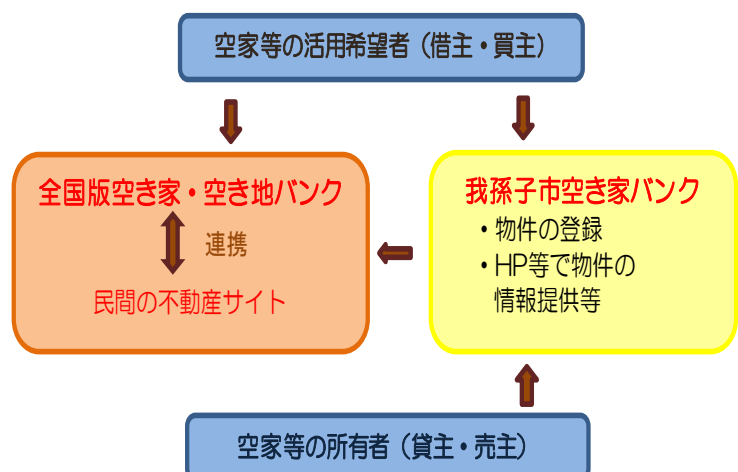 空家等の活用希望者（借主・買主）
全国版空き家・空き地バンク
連携
民間の不動産サイト
我孫子市空き家バンク
・物件の登録
・HP等で物件の
情報提供等
空家等の所有者（貸主・売主）